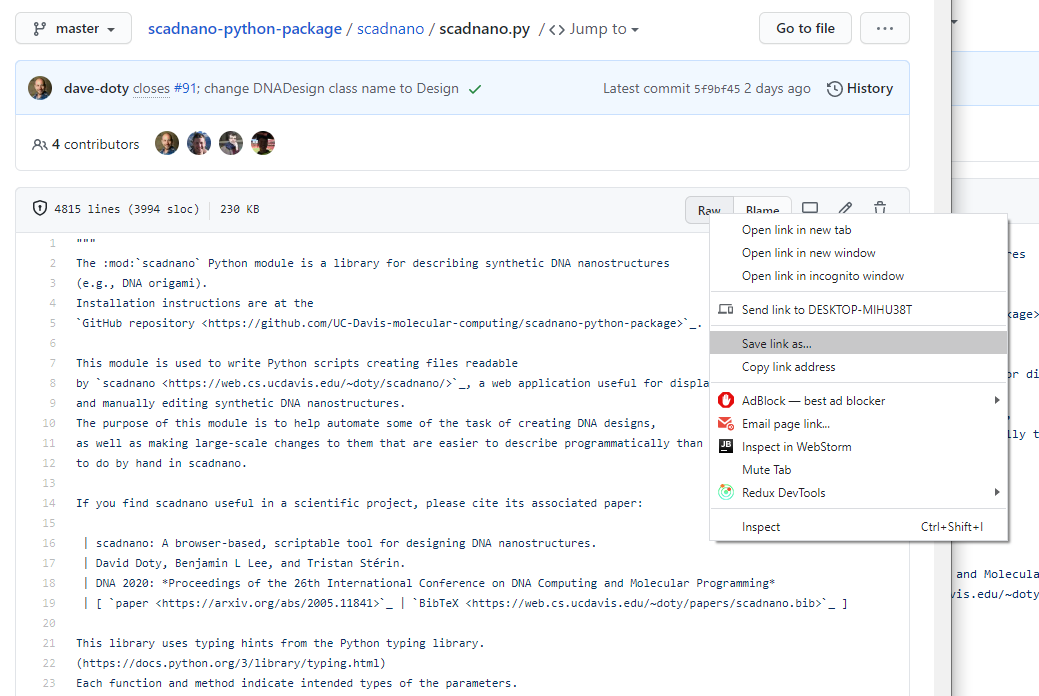 master
scadnano-python-package / scadnano / scadnano.py / <> Jump to
Go to file
...
dave-doty closes #91; change DNADesign class name to Design
Latest commit 5f9bf45 2 days ago
History
4 contributors
4815 lines (3994 sloc)
230 KB
Raw
Blame
1 """
2 The :mod:`scadnano` Python module is a library for describing synthetic DNA nanostructures
3 (e.g., DNA origami).
4 Installation instructions are at the
5 `GitHub repository <https://github.com/UC-Davis-molecular-computing/scadnano-python-package>`_.
6
7 This module is used to write Python scripts creating files readable
8 by `scadnano <https://web.cs.ucdavis.edu/~doty/scadnano/>`_, a web application useful for displa
9 and manually editing synthetic DNA nanostructures.
10 The purpose of this module is to help automate some of the task of creating DNA designs,
11 as well as making large-scale changes to them that are easier to describe programmatically than
12 to do by hand in scadnano.
13
14 If you find scadnano useful in a scientific project, please cite its associated paper:
15
16 | scadnano: A browser-based, scriptable tool for designing DNA nanostructures.
17 | David Doty, Benjamin L Lee, and Tristan Stérin.
18 | DNA 2020: *Proceedings of the 26th International Conference on DNA Computing and Molecular Programming*
19 | [ `paper <https://arxiv.org/abs/2005.11841>`_ | `BibTeX <https://web.cs.ucdavis.edu/~doty/papers/scadnano.bib>`_ ]
20
21 This library uses typing hints from the Python typing library.
22 (https://docs.python.org/3/library/typing.html)
23 Each function and method indicate intended types of the parameters.
Open link in new tab
Open link in new window
Open link in incognito window
Send link to DESKTOP-MIHU38T
Save link as...
Copy link address
AdBlock — best ad blocker
Email page link...
JB Inspect in WebStorm
Mute Tab
Redux DevTools
Inspect Ctrl+Shift+I
res
kage>
or di
lly t
and Molecula
vis.edu/~doty